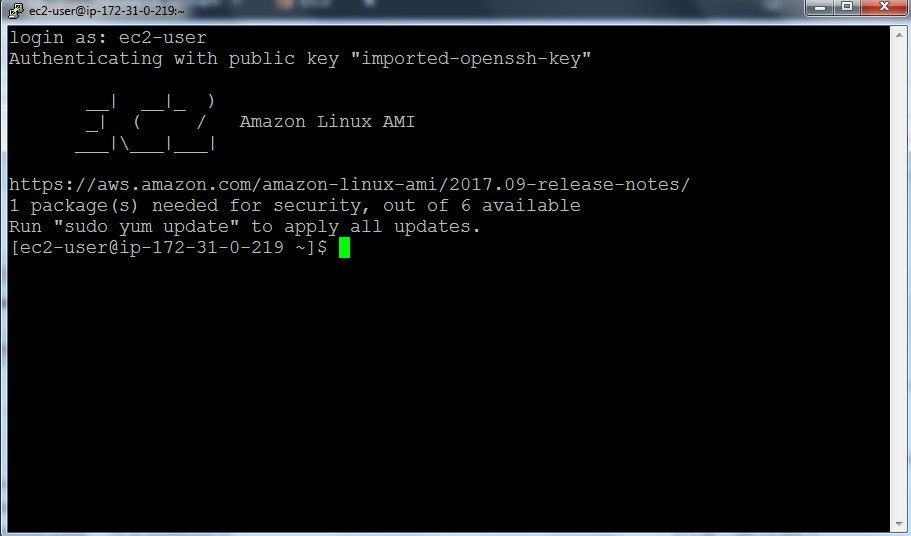 ec2-user@ip-172-31-0-219:~
login as: ec2-user
Authenticating with public key "imported-openssh-key"
       __|  __|_  )
       _|  (     /   Amazon Linux AMI
      ___|\___|___|
https://aws.amazon.com/amazon-linux-ami/2017.09-release-notes/
1 package(s) needed for security, out of 6 available
Run "sudo yum update" to apply all updates.
[ec2-user@ip-172-31-0-219 ~]$